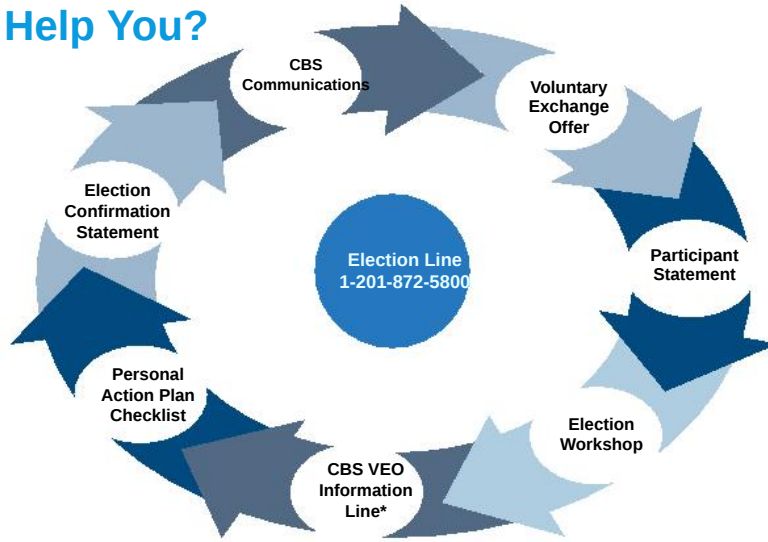 Help You?
CBS
Communications
Voluntary
Exchange
Offer
Participant
Statement
Election
Workshop
CBS VEO
Information
Line*
Personal
Action Plan
Checklist
Election
Confirmation
Statement
Election Line
1-201-872-5800